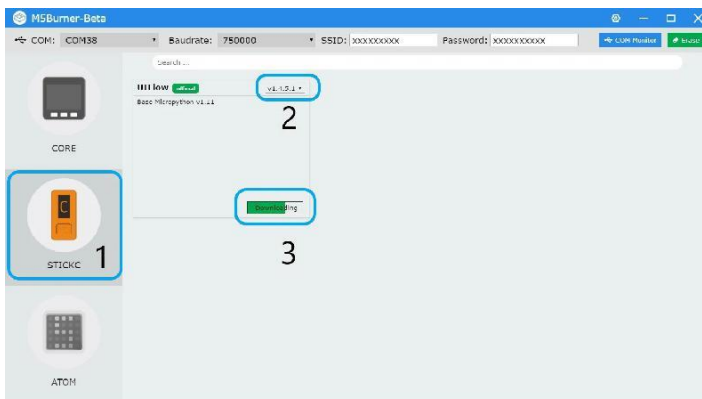 M5Burner-Beta
COM: COM38 Baudrate: 750000 SSID: xxxxxxxxx Password: xxxxxxxxxx COM Monitor Erase
Search ...
UIFlow official v1.4.5.1
Base Micropython v1.11
2
CORE
Downloading
1
3
STICKC
ATOM